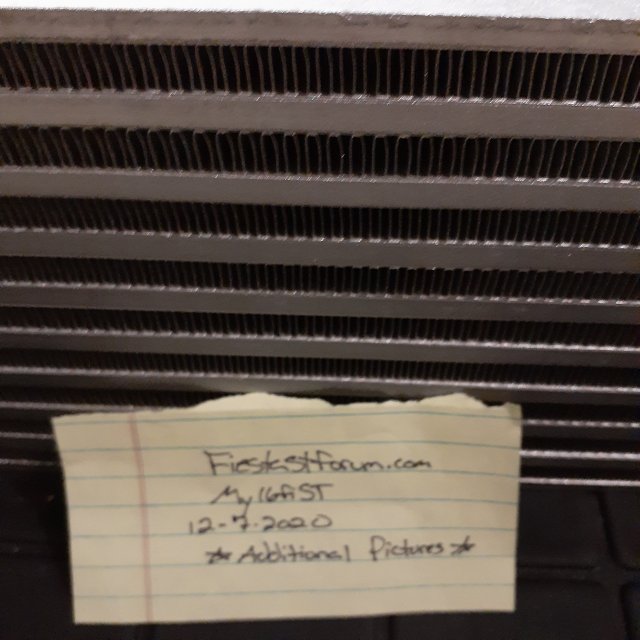 Fiestastforum.com
My16FiST
12-7-2020
* Additional Pictures *